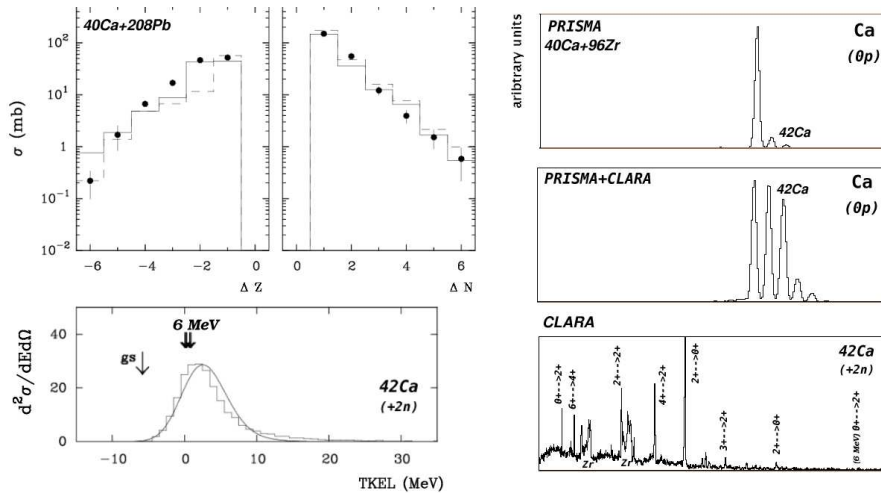 40Ca+208Pb
σ (mb)
10²
10¹
1
10⁻¹
10⁻²
-6 -4 -2 0
Δ Z
2 4 6
Δ N
d²σ/dEdΩ
40
20
0
gs
6 MeV
42Ca
(+2n)
-10 0 10 20 30
TKEL (MeV)
aribtrary units
PRISMA
40Ca+96Zr
Ca
(0p)
42Ca
PRISMA+CLARA
42Ca
Ca
(0p)
CLARA
42Ca
(+2n)
0+-->2+
6+-->4+
Zr
2+-->2+
Zr
4+-->2+
2+-->0+
3+-->2+
2+-->0+
(6 MeV) 0+-->2+